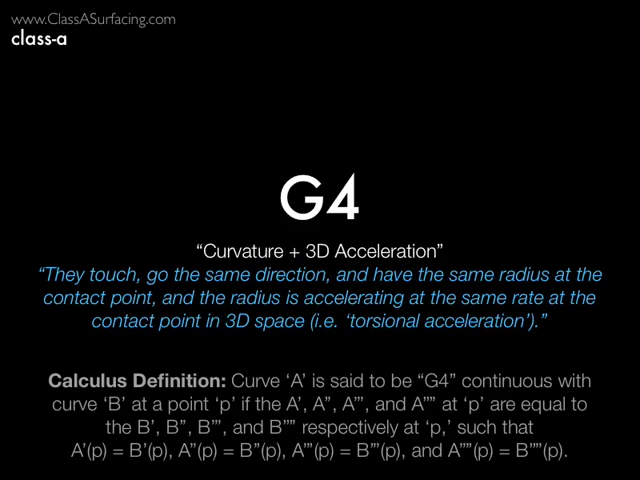 www.ClassASurfacing.com
class-a
G4
“Curvature + 3D Acceleration”
“They touch, go the same direction, and have the same radius at the
contact point, and the radius is accelerating at the same rate at the
contact point in 3D space (i.e. ‘torsional acceleration’).”
Calculus Definition: Curve ‘A’ is said to be “G4” continuous with
curve ‘B’ at a point ‘p’ if the A’, A”, A”’, and A”” at ‘p’ are equal to
the B’, B”, B”’, and B”” respectively at ‘p,’ such that
A’(p) = B’(p), A”(p) = B”(p), A”’(p) = B”’(p), and A””(p) = B””(p).